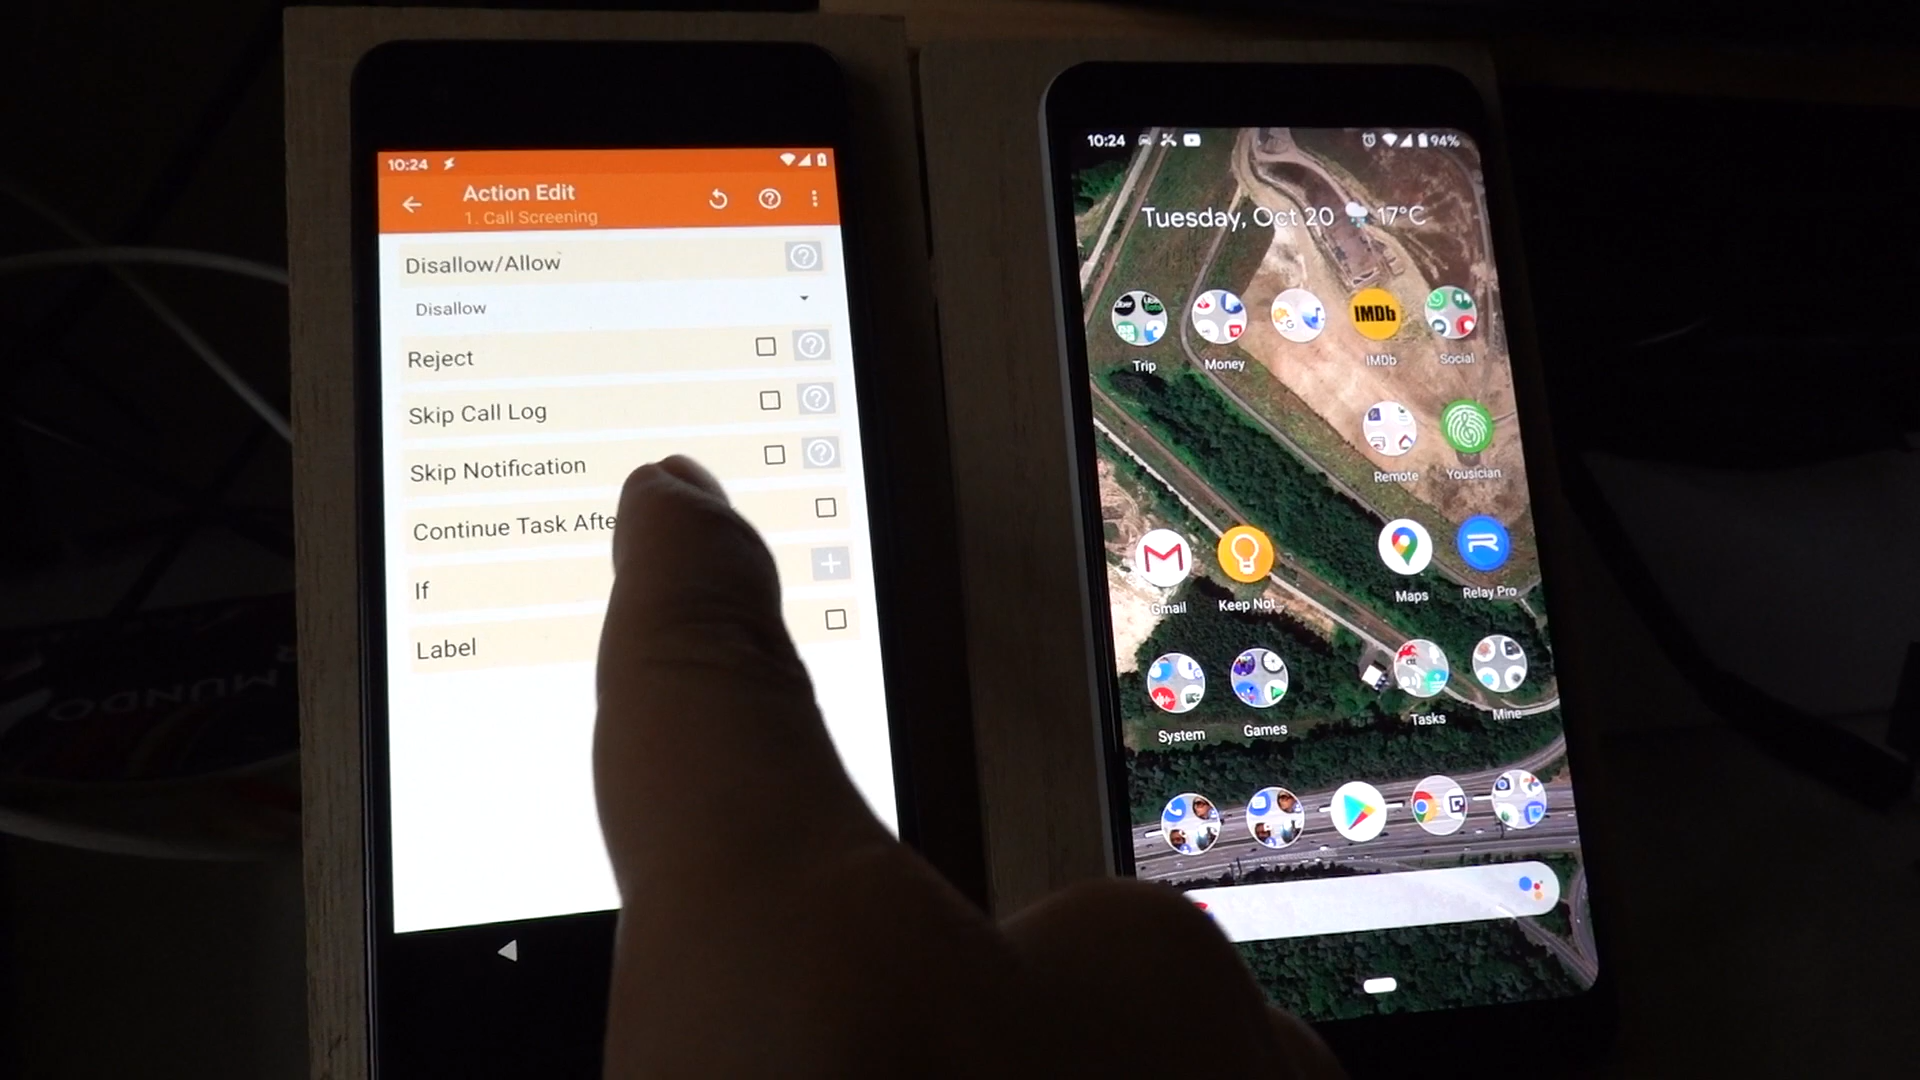 10:24
Action Edit
1. Call Screening
Disallow/Allow
Disallow
Reject
Skip Call Log
Skip Notification
Continue Task Afte
If
Label
10:24
94%
Tuesday, Oct 20 17°C
Trip
Money
IMDb
IMDb
Social
Remote
Yousician
Gmail
Keep Not...
Maps
Relay Pro
System
Games
Tasks
Mine
MUNDO